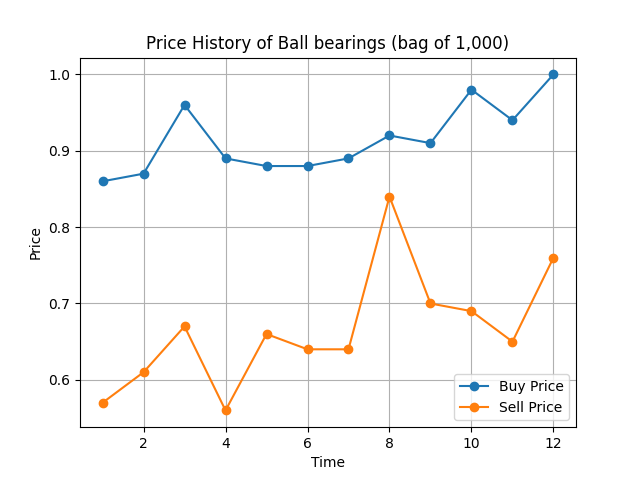 Price History of Ball bearings (bag of 1,000)
1.0
0.9
0.8
0.7
0.6
Price
2 4 6 8 10 12
Time
Buy Price
Sell Price